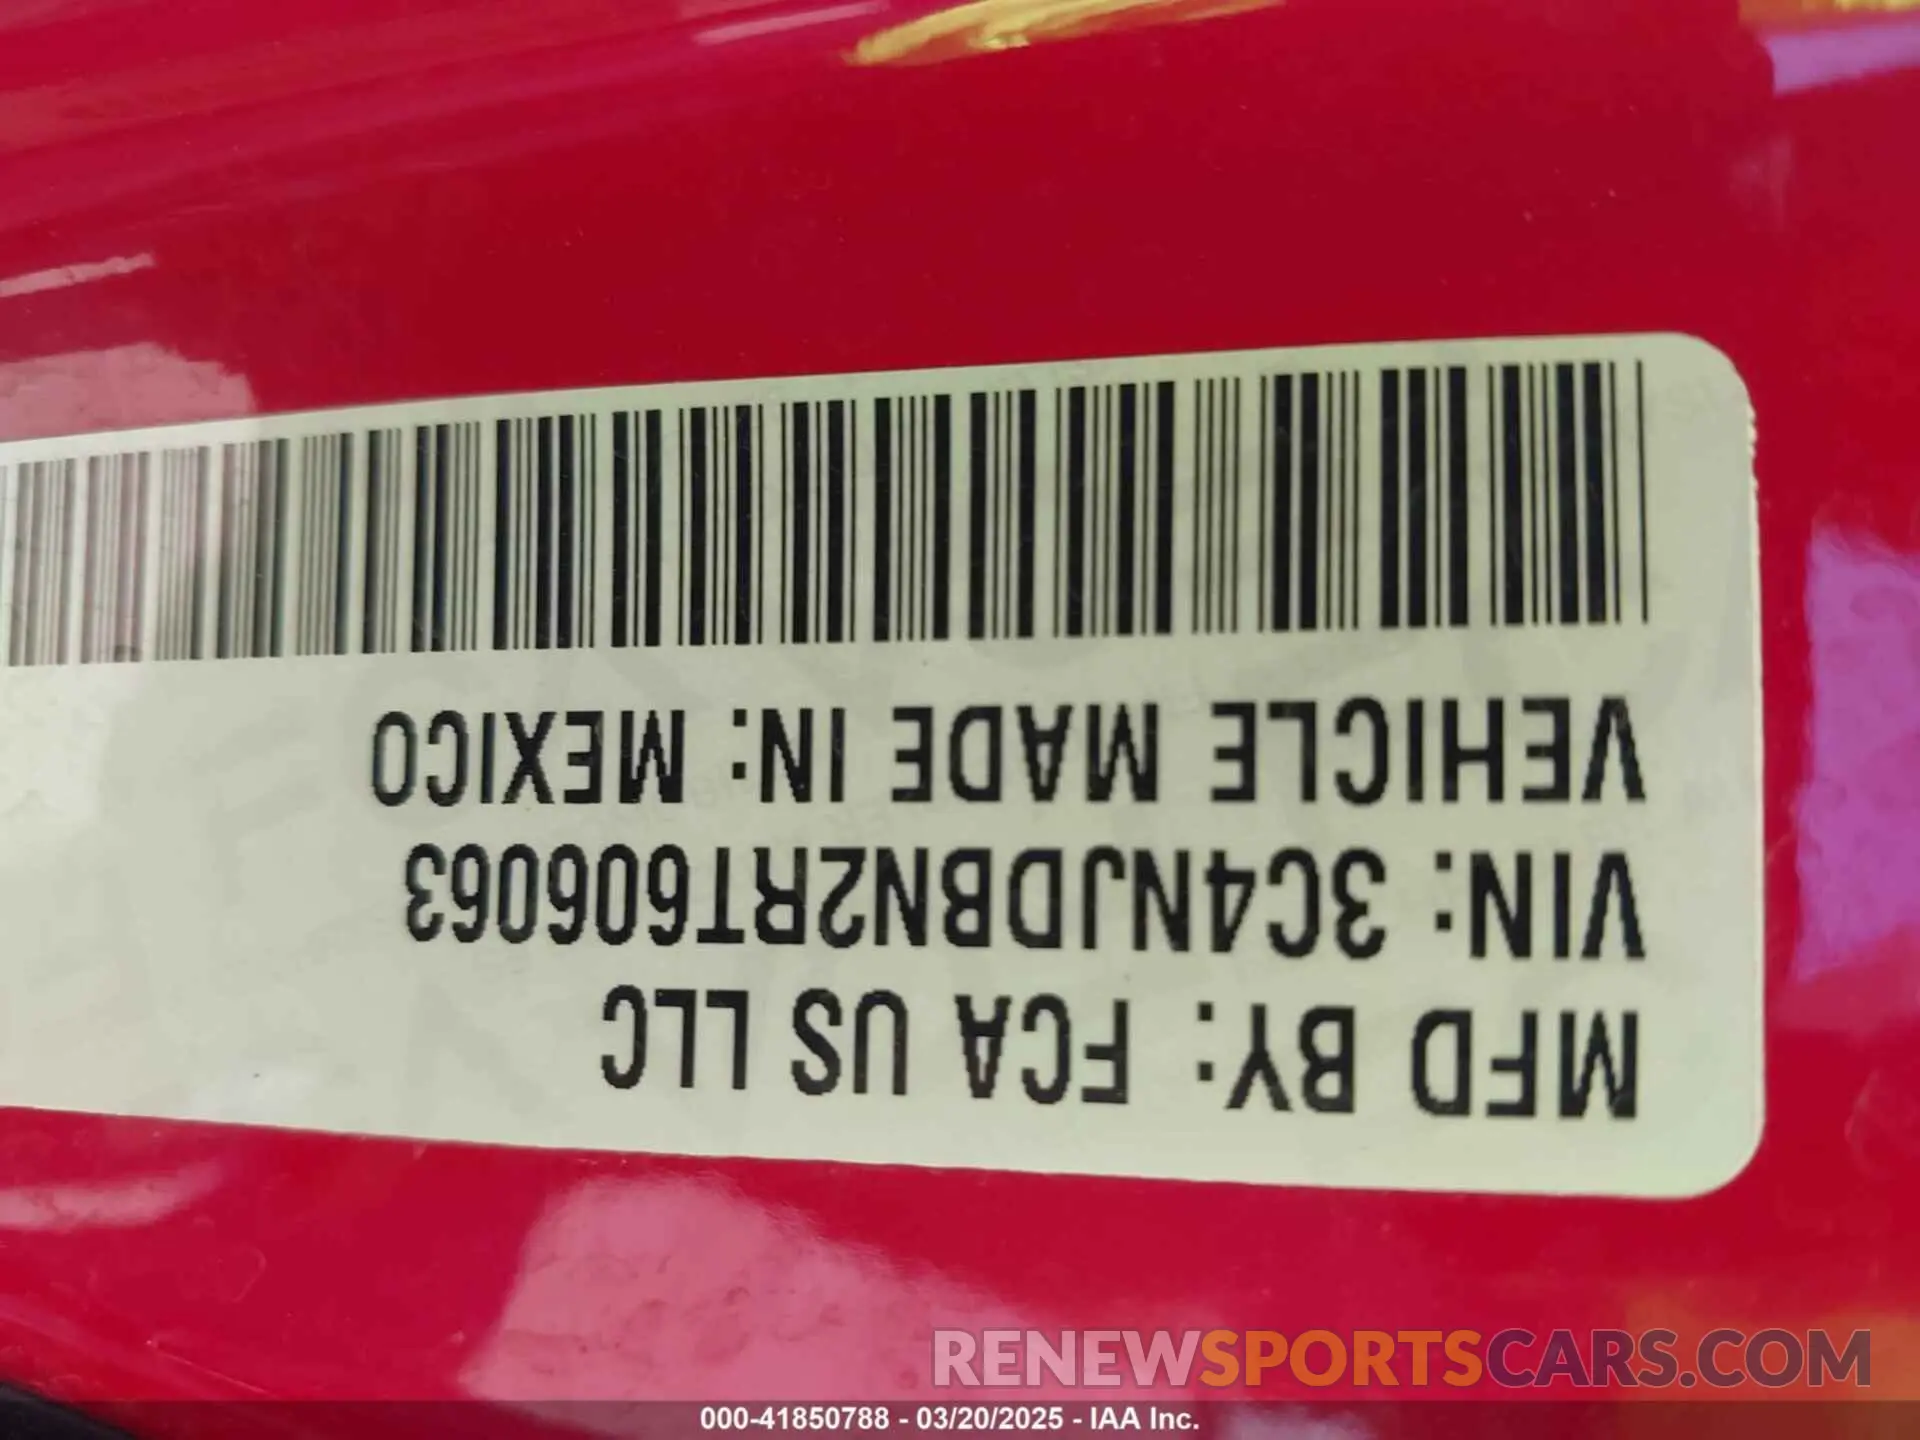 MFD BY: FCA US LLC
VIN: 3C4NJDBN2RT606063
VEHICLE MADE IN: MEXICO
RENEWSPORTSCARS.COM
000-41850788 - 03/20/2025 - IAA Inc.